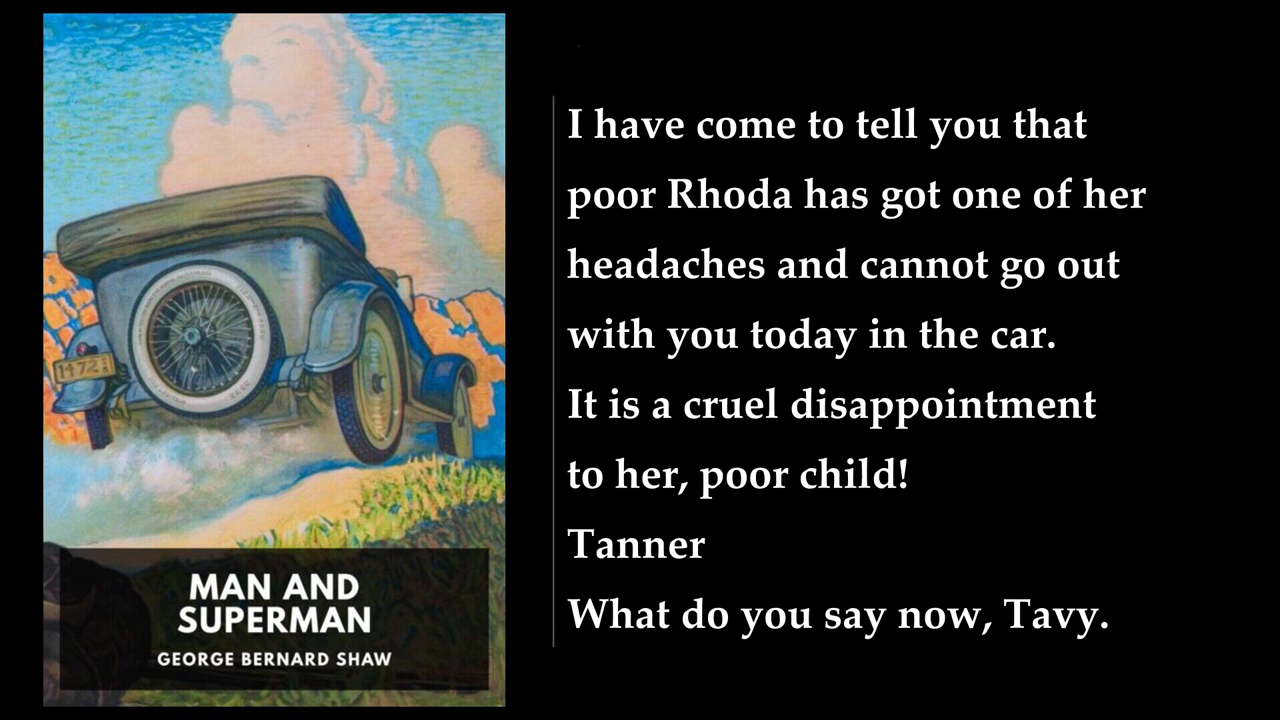 1472
MAN AND
SUPERMAN
GEORGE BERNARD SHAW
I have come to tell you that
poor Rhoda has got one of her
headaches and cannot go out
with you today in the car.
It is a cruel disappointment
to her, poor child!
Tanner
What do you say now, Tavy.